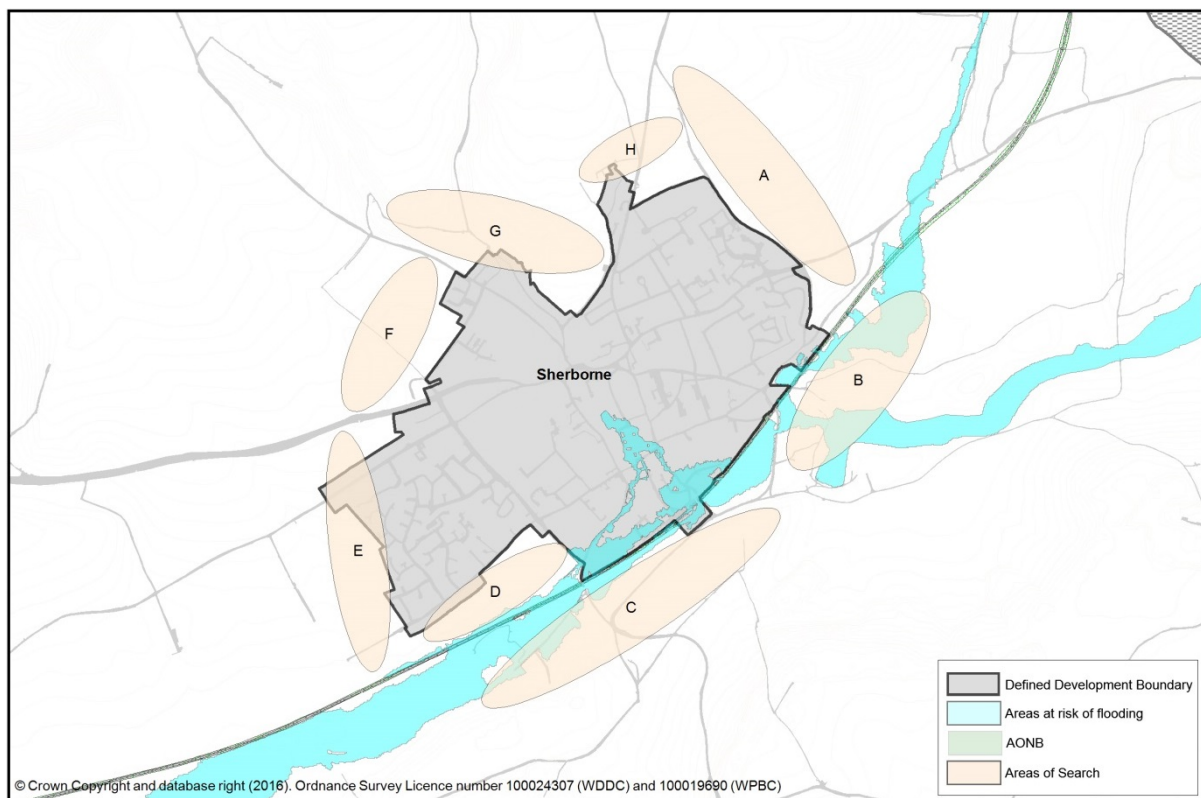 H
A
G
F
Sherborne
B
E
D
C
Defined Development Boundary
Areas at risk of flooding
AONB
Areas of Search
© Crown Copyright and database right (2016). Ordnance Survey Licence number 100024307 (WDDC) and 100019690 (WPBC)